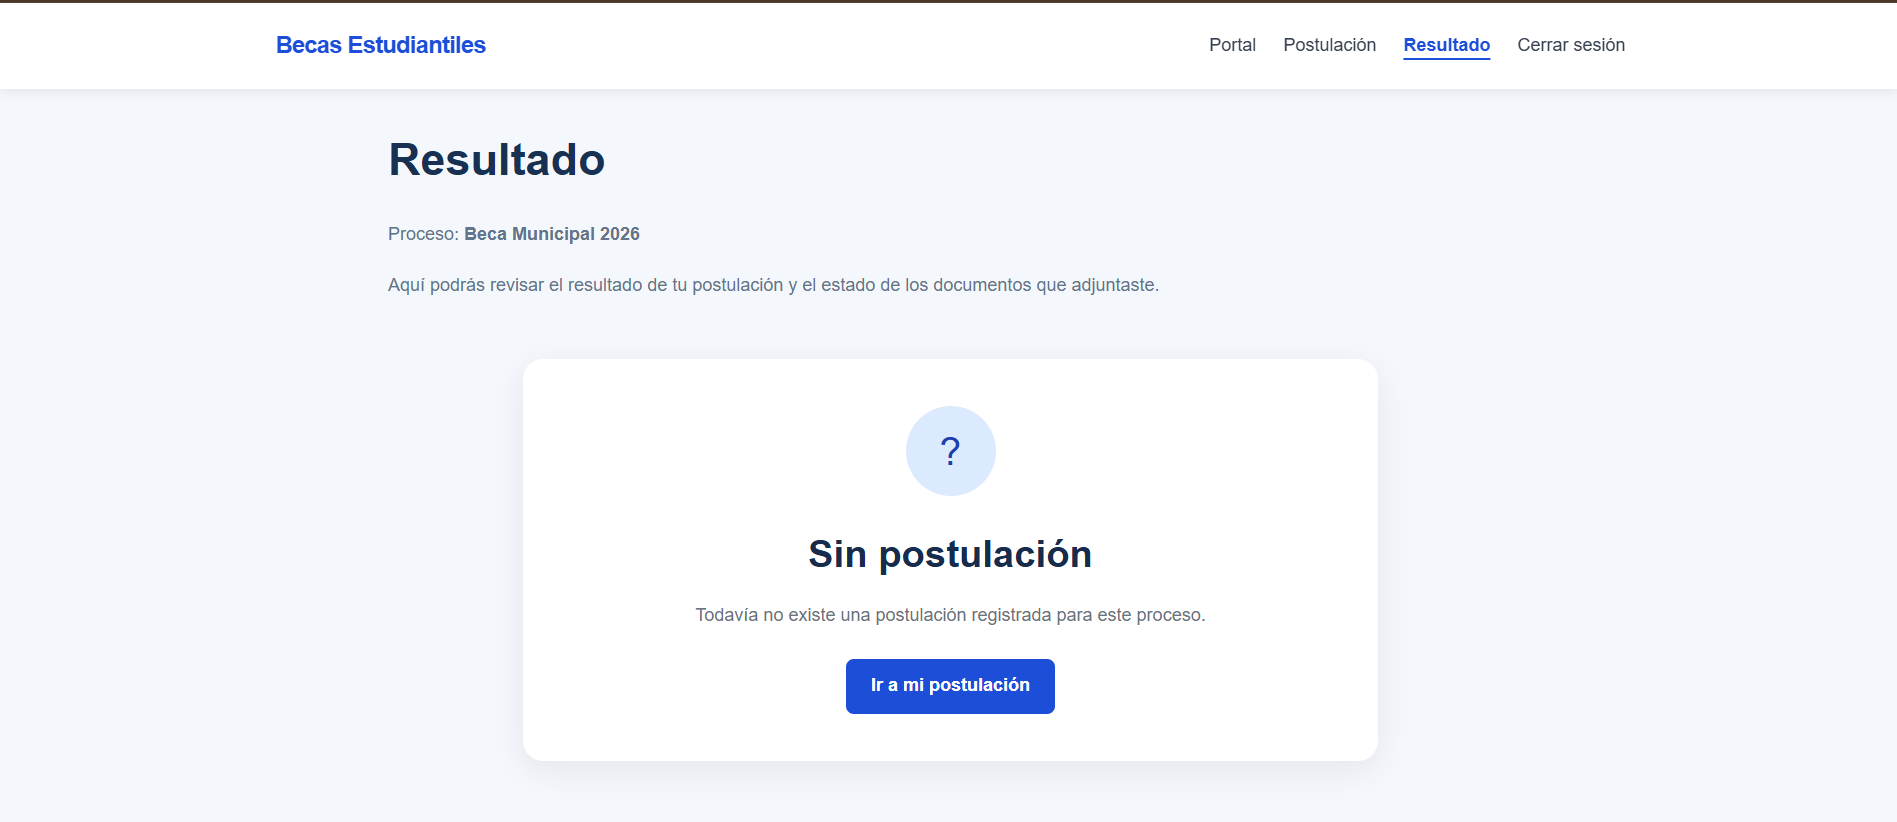 Becas Estudiantiles
Portal
Postulación
Resultado
Cerrar sesión
Resultado
Proceso: Beca Municipal 2026
Aquí podrás revisar el resultado de tu postulación y el estado de los documentos que adjuntaste.
?
Sin postulación
Todavía no existe una postulación registrada para este proceso.
Ir a mi postulación